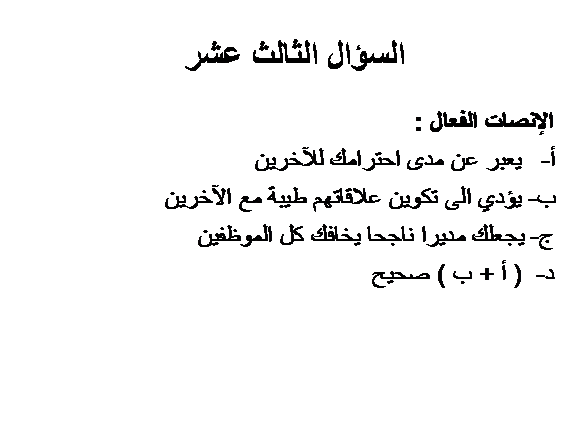 السؤال الثالث عشر
الإنصات الفعال :
أ- يعبر عن مدى احترامك للآخرين
ب- يؤدي الى تكوين علاقاتهم طيبة مع الآخرين
ج- يجعلك مديرا ناجحا يخافك كل الموظفين
د- ( أ + ب ) صحيح